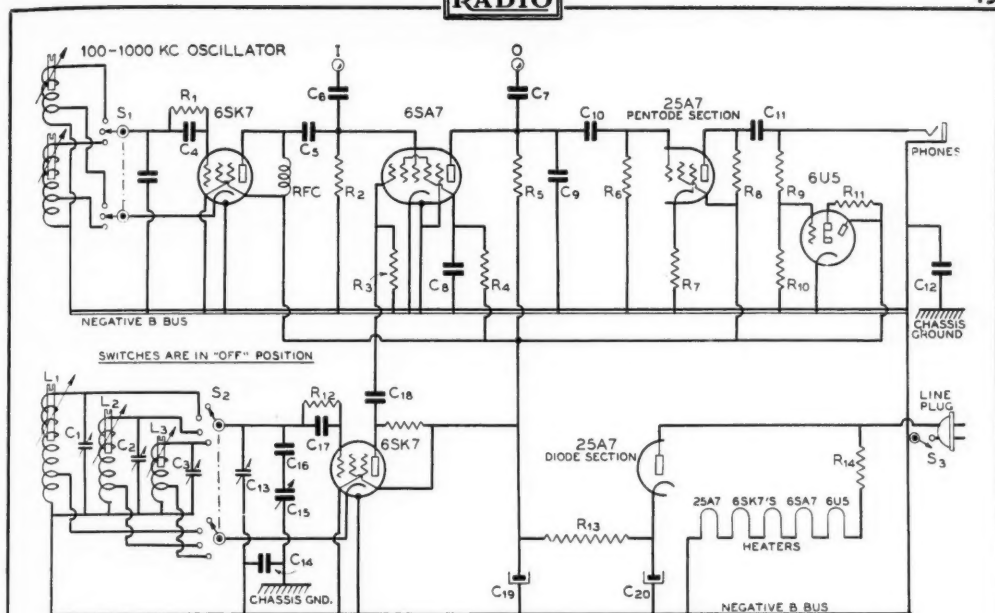 RADIO
100-1000 KC OSCILLATOR
I
O
R1
6SK7
C6
6SA7
C7
25A7
PENTODE SECTION
C10
C11
S1
C4
C5
PHONES
RFC
R2
R5
C9
R6
R8
R9
6U5
R11
R3
C8
R4
R7
R10
C12
NEGATIVE B BUS
CHASSIS
GROUND
SWITCHES ARE IN "OFF" POSITION
L1
L2
L3
S2
R12
C18
LINE
PLUG
C1
C2
C3
C17
6SK7
25A7
DIODE SECTION
S3
C13
C16
C15
R14
25A7 6SK7'S 6SA7 6U5
HEATERS
R13
C14
CHASSIS GND.
C19
C20
NEGATIVE B BUS